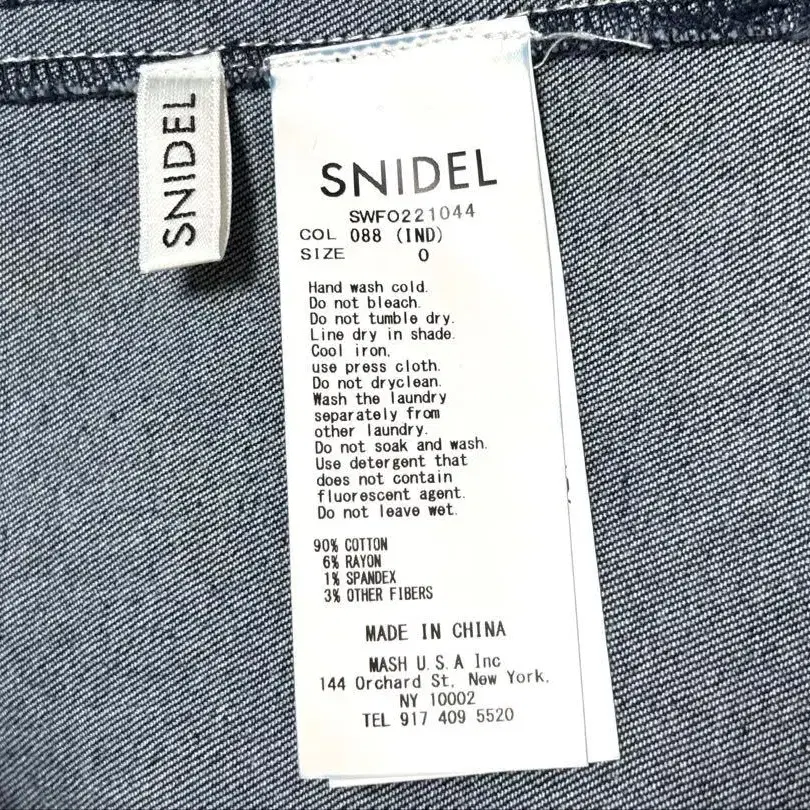 SNIDEL
SNIDEL
SWFO221044
COL 088 (IND)
SIZE 0
Hand wash cold.
Do not bleach.
Do not tumble dry.
Line dry in shade.
Cool iron,
use press cloth.
Do not dryclean.
Wash the laundry
separately from
other laundry.
Do not soak and wash.
Use detergent that
does not contain
fluorescent agent.
Do not leave wet.
90% COTTON
6% RAYON
1% SPANDEX
3% OTHER FIBERS
MADE IN CHINA
MASH U.S.A Inc
144 Orchard St, New York,
NY 10002
TEL 917 409 5520